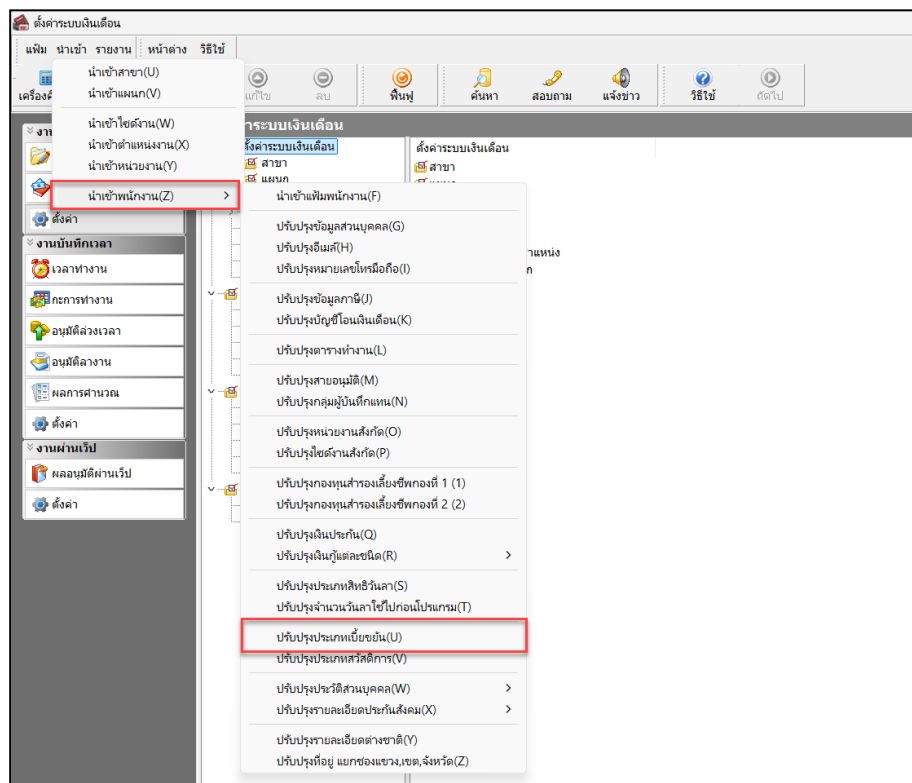 ตั้งค่าระบบเงินเดือน
แฟ้ม นำเข้า รายงาน หน้าต่าง วิธีใช้
แก้ไข ลบ ฟื้นฟู ค้นหา สอบถาม แจ้งข่าว วิธีใช้ ถัดไป
นำเข้าสาขา(U)
นำเข้าแผนก(V)
นำเข้าไซด์งาน(W)
นำเข้าตำแหน่งงาน(X)
นำเข้าหน่วยงาน(Y)
นำเข้าพนักงาน(Z)
ระบบเงินเดือน
ตั้งค่าระบบเงินเดือน
สาขา
แผนก
ตั้งค่าระบบเงินเดือน
สาขา
ตั้งค่า
งานบันทึกเวลา
เวลาทำงาน
กะการทำงาน
อนุมัติล่วงเวลา
อนุมัติลางาน
ผลการคำนวณ
ตั้งค่า
งานผ่านเว็ป
ผลอนุมัติผ่านเว็ป
ตั้งค่า
นำเข้าแฟ้มพนักงาน(F)
ปรับปรุงข้อมูลส่วนบุคคล(G)
ปรับปรุงอีเมล์(H)
ปรับปรุงหมายเลขโทรมือถือ(I)
ปรับปรุงข้อมูลภาษี(J)
ปรับปรุงบัญชีโอนเงินเดือน(K)
ปรับปรุงตารางทำงาน(L)
ปรับปรุงสายอนุมัติ(M)
ปรับปรุงกลุ่มผู้บันทึกแทน(N)
ปรับปรุงหน่วยงานสังกัด(O)
ปรับปรุงไซด์งานสังกัด(P)
ปรับปรุงกองทุนสำรองเลี้ยงชีพกองที่ 1 (1)
ปรับปรุงกองทุนสำรองเลี้ยงชีพกองที่ 2 (2)
ปรับปรุงเงินประกัน(Q)
ปรับปรุงเงินกู้แต่ละชนิด(R)
ปรับปรุงประเภทสิทธิวันลา(S)
ปรับปรุงจำนวนวันลาใช้ไปก่อนโปรแกรม(T)
ปรับปรุงประเภทเบี้ยขยัน(U)
ปรับปรุงประเภทสวัสดิการ(V)
ปรับปรุงประวัติส่วนบุคคล(W)
ปรับปรุงรายละเอียดประกันสังคม(X)
ปรับปรุงรายละเอียดต่างชาติ(Y)
ปรับปรุงที่อยู่ แยกช่องแขวง,เขต,จังหวัด(Z)